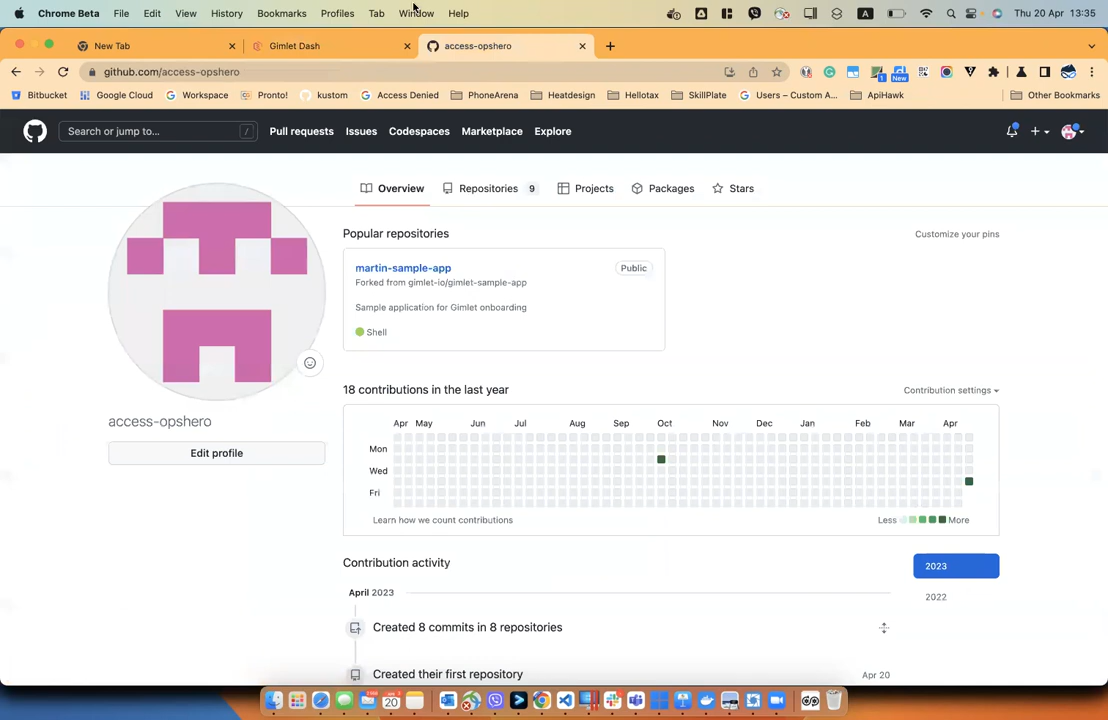 Chrome Beta File Edit View History Bookmarks Profiles Tab Window Help A Thu 20 Apr 13:35
New Tab Gimlet Dash access-opshero
github.com/access-opshero
Bitbucket Google Cloud Workspace Pronto! kustom Access Denied PhoneArena Heatdesign Hellotax SkillPlate Users – Custom A... ApiHawk Other Bookmarks
Search or jump to... / Pull requests Issues Codespaces Marketplace Explore
Overview Repositories 9 Projects Packages Stars
Popular repositories Customize your pins
martin-sample-app Public
Forked from gimlet-io/gimlet-sample-app
Sample application for Gimlet onboarding
Shell
18 contributions in the last year Contribution settings
Apr May Jun Jul Aug Sep Oct Nov Dec Jan Feb Mar Apr
Mon
Wed
Fri
Learn how we count contributions Less More
access-opshero
Edit profile
Contribution activity 2023
April 2023 2022
Created 8 commits in 8 repositories
Created their first repository Apr 20